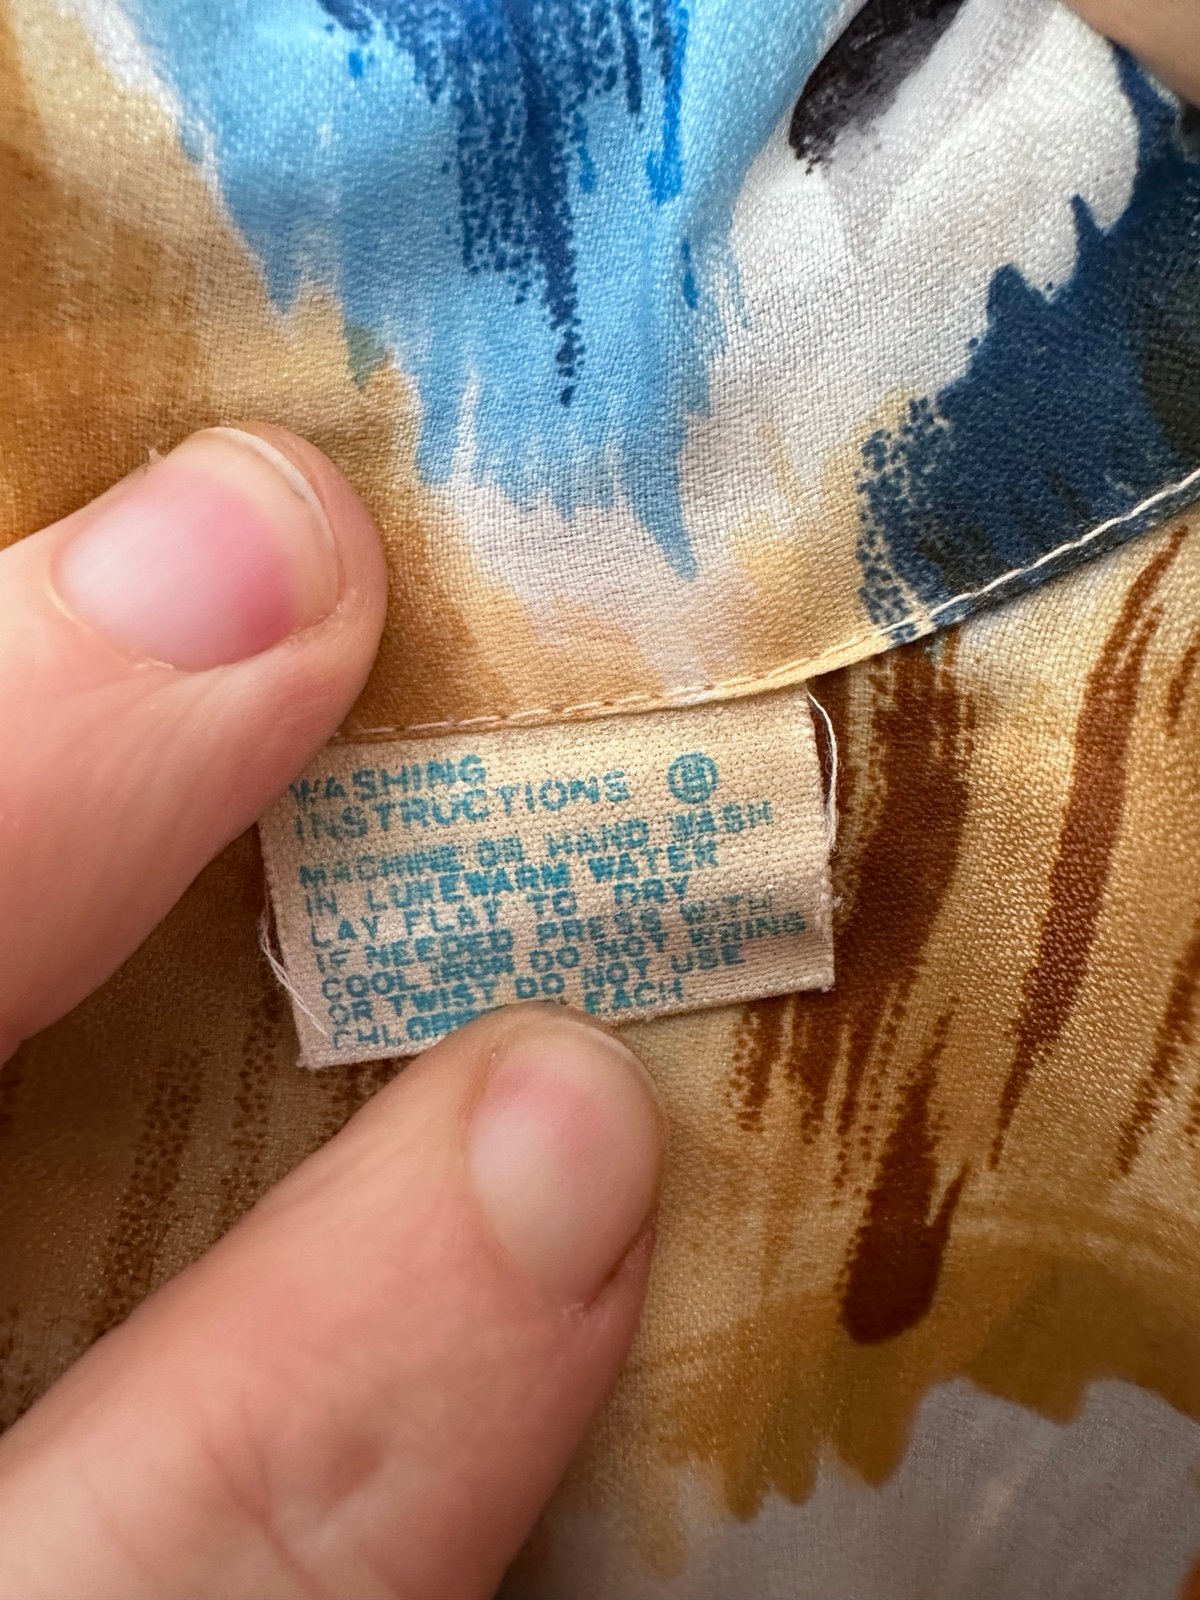 WASHING
INSTRUCTIONS
MACHINE OR HAND WASH
IN LUKEWARM WATER
LAY FLAT TO DRY
IF NEEDED PRESS WITH
COOL IRON DO NOT WRING
OR TWIST DO NOT USE